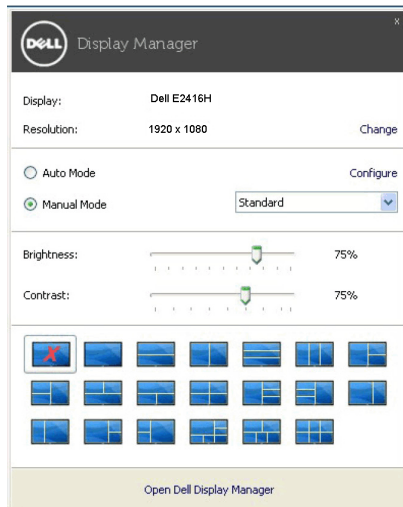 x
DELL Display Manager
Display: Dell E2416H
Resolution: 1920 x 1080 Change
Auto Mode Configure
Manual Mode Standard
Brightness: 75%
Contrast: 75%
Open Dell Display Manager